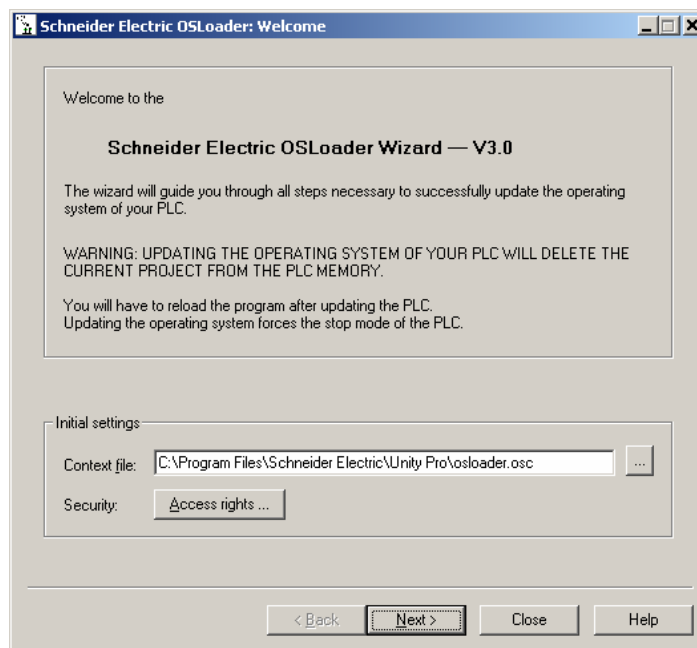 Schneider Electric OSLoader: Welcome
Welcome to the
Schneider Electric OSLoader Wizard — V3.0
The wizard will guide you through all steps necessary to successfully update the operating
system of your PLC.
WARNING: UPDATING THE OPERATING SYSTEM OF YOUR PLC WILL DELETE THE
CURRENT PROJECT FROM THE PLC MEMORY.
You will have to reload the program after updating the PLC.
Updating the operating system forces the stop mode of the PLC.
Initial settings
Context file: C:\Program Files\Schneider Electric\Unity Pro\osloader.osc ...
Security: Access rights ...
< Back Next > Close Help